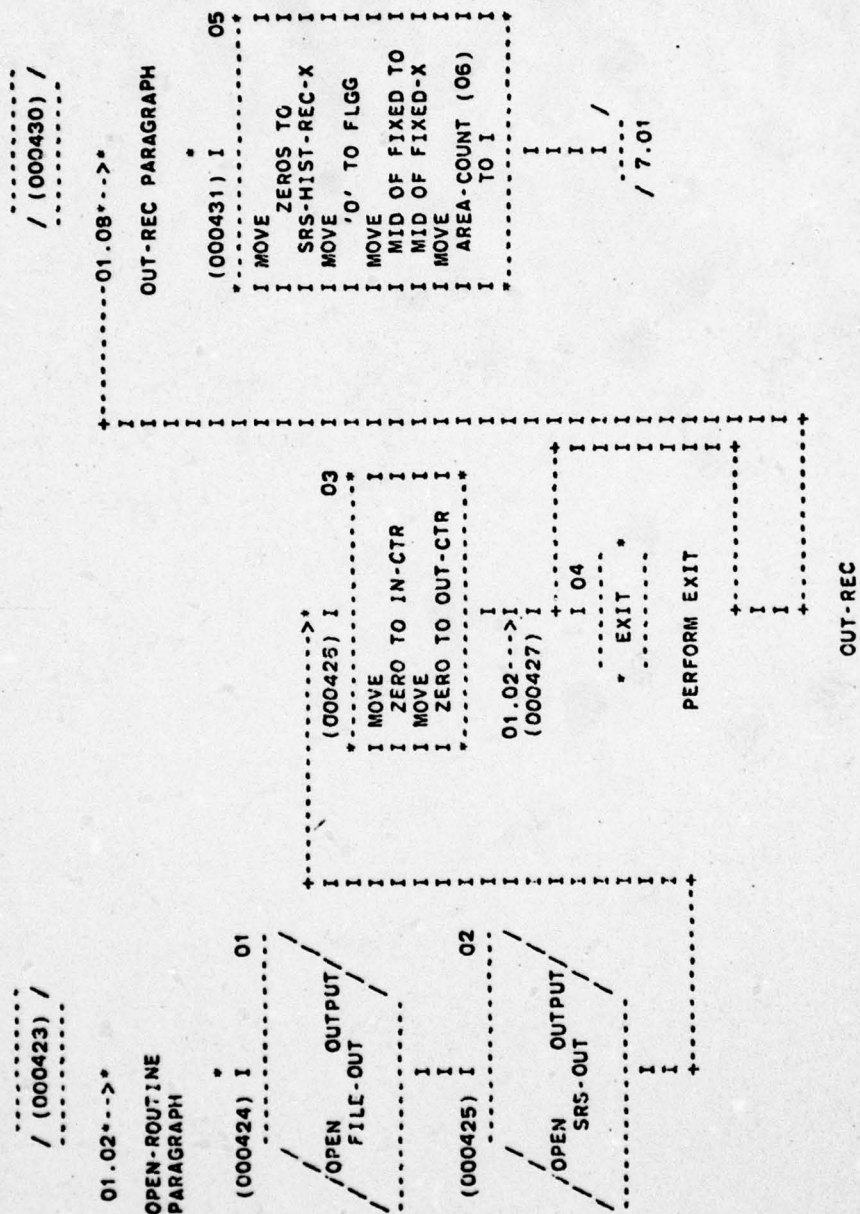 / (000423) /
01.02*-->*
OPEN-ROUTINE
PARAGRAPH
(000424) I 01
OPEN OUTPUT
FILE-OUT
(000425) I 02
OPEN OUTPUT
SRS-OUT
(000425) I 03
I MOVE I
I ZERO TO IN-CTR I
I MOVE I
I ZERO TO OUT-CTR I
01.02--->I
(000427) I
I 04
* EXIT *
PERFORM EXIT
OUT-REC
/ (000430) /
01.08*-->*
OUT-REC PARAGRAPH
(000431) I 05
I MOVE I
I ZEROS TO I
I SRS-HIST-REC-X I
I MOVE I
I '0' TO FLGG I
I MOVE I
I MID OF FIXED TO I
I MID OF FIXED-X I
I MOVE I
I AREA-COUNT (06) I
I TO I I
/ 7.01 /